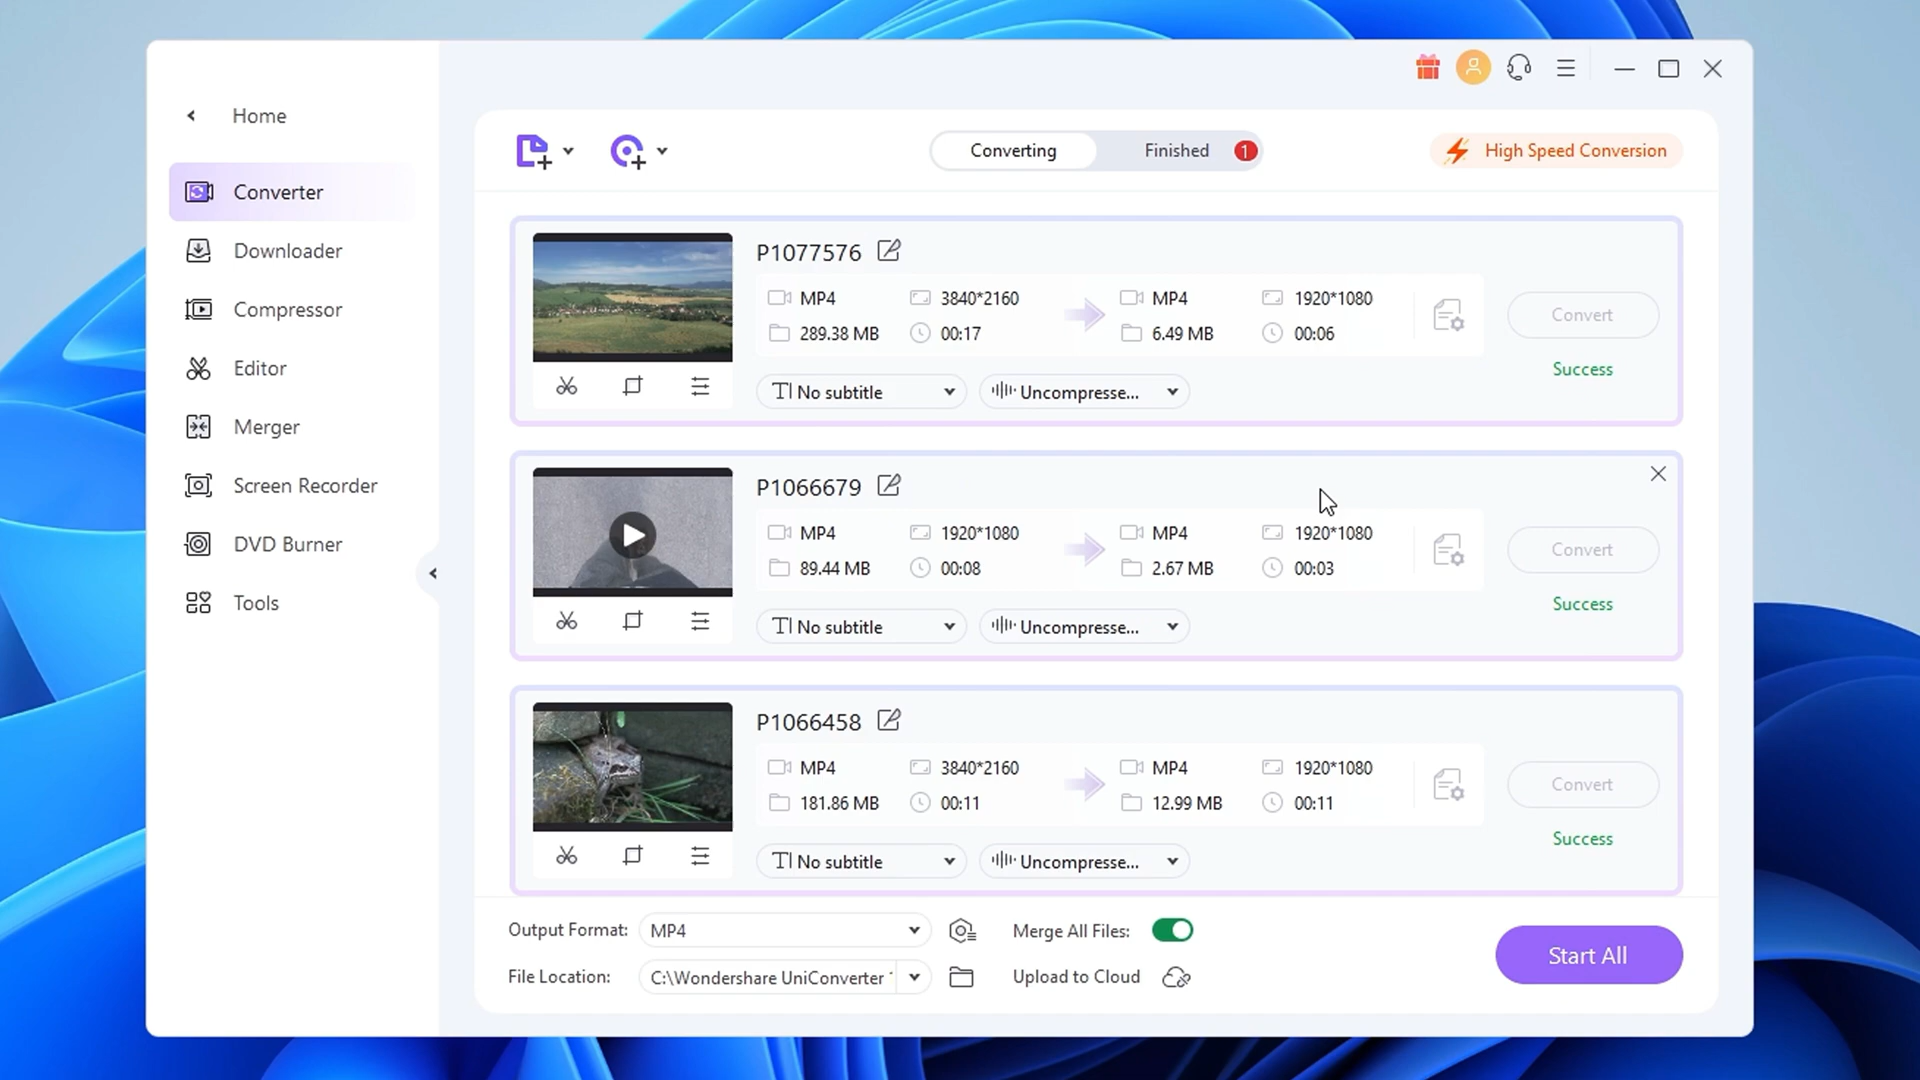 Home
Converter
Downloader
Compressor
Editor
Merger
Screen Recorder
DVD Burner
Tools
Converting
Finished 1
High Speed Conversion
P1077576
MP4 3840*2160 MP4 1920*1080
289.38 MB 00:17 6.49 MB 00:06
Convert
Success
No subtitle Uncompresse...
P1066679
MP4 1920*1080 MP4 1920*1080
89.44 MB 00:08 2.67 MB 00:03
Convert
Success
No subtitle Uncompresse...
P1066458
MP4 3840*2160 MP4 1920*1080
181.86 MB 00:11 12.99 MB 00:11
Convert
Success
No subtitle Uncompresse...
Output Format: MP4 Merge All Files:
File Location: C:\Wondershare UniConverter Upload to Cloud
Start All